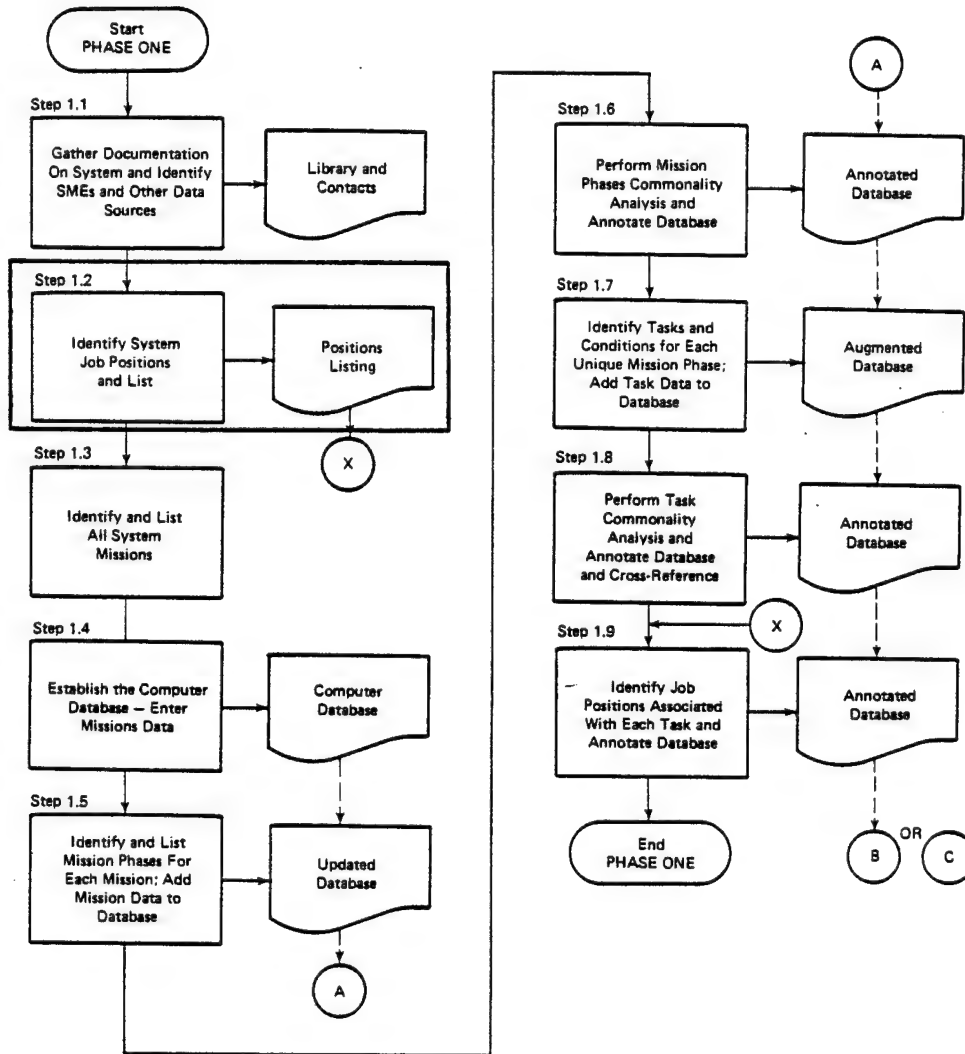 Start
PHASE ONE
Step 1.1
Gather Documentation
On System and Identify
SMEs and Other Data
Sources
Library and
Contacts
Step 1.2
Identify System
Job Positions
and List
Positions
Listing
X
Step 1.3
Identify and List
All System
Missions
Step 1.4
Establish the Computer
Database — Enter
Missions Data
Computer
Database
Step 1.5
Identify and List
Mission Phases For
Each Mission; Add
Mission Data to
Database
Updated
Database
A
A
Step 1.6
Perform Mission
Phases Commonality
Analysis and
Annotate Database
Annotated
Database
Step 1.7
Identify Tasks and
Conditions for Each
Unique Mission Phase;
Add Task Data to
Database
Augmented
Database
Step 1.8
Perform Task
Commonality
Analysis and
Annotate Database
and Cross-Reference
Annotated
Database
X
Step 1.9
Identify Job
Positions Associated
With Each Task and
Annotate Database
Annotated
Database
End
PHASE ONE
B OR C